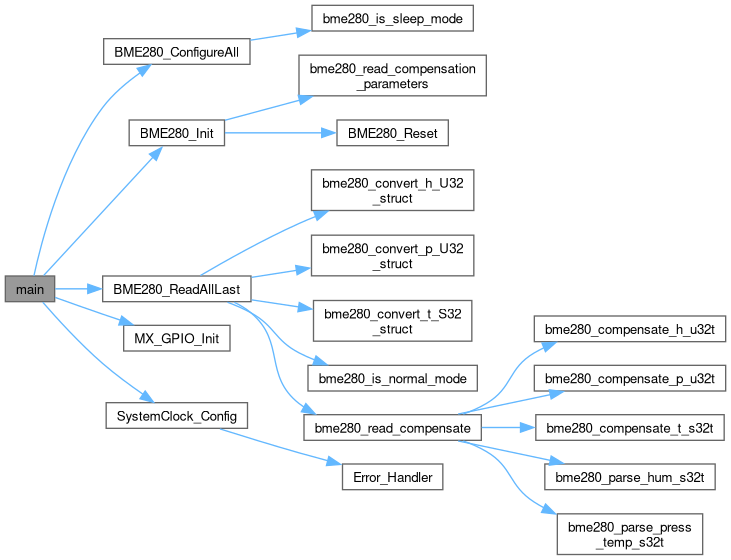 bme280_is_sleep_mode
BME280_ConfigureAll
bme280_read_compensation
_parameters
BME280_Init
BME280_Reset
bme280_convert_h_U32
_struct
bme280_convert_p_U32
_struct
main
BME280_ReadAllLast
bme280_convert_t_S32
_struct
MX_GPIO_Init
bme280_compensate_h_u32t
bme280_is_normal_mode
bme280_compensate_p_u32t
SystemClock_Config
bme280_read_compensate
bme280_compensate_t_s32t
Error_Handler
bme280_parse_hum_s32t
bme280_parse_press
_temp_s32t